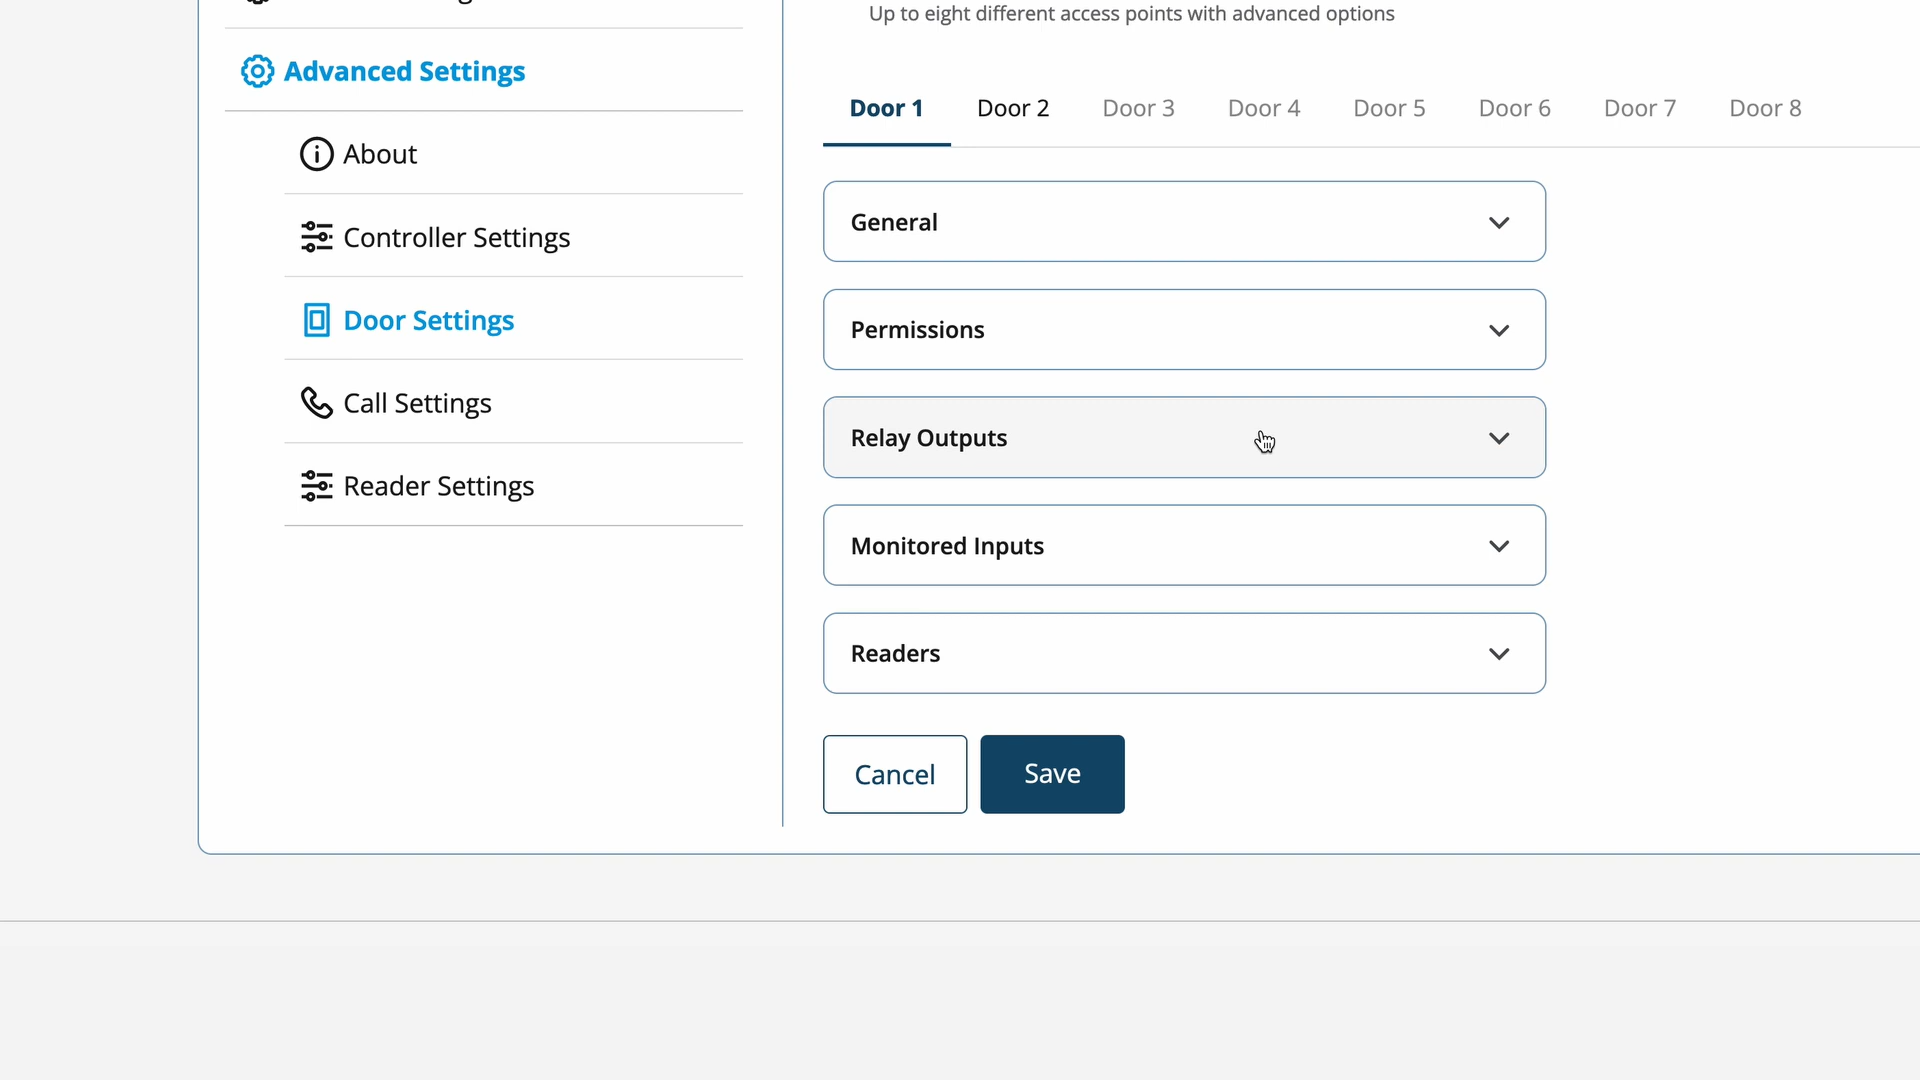 Up to eight different access points with advanced options
Advanced Settings
Door 1 Door 2 Door 3 Door 4 Door 5 Door 6 Door 7 Door 8
About
Controller Settings
Door Settings
Call Settings
Reader Settings
General
Permissions
Relay Outputs
Monitored Inputs
Readers
Cancel
Save